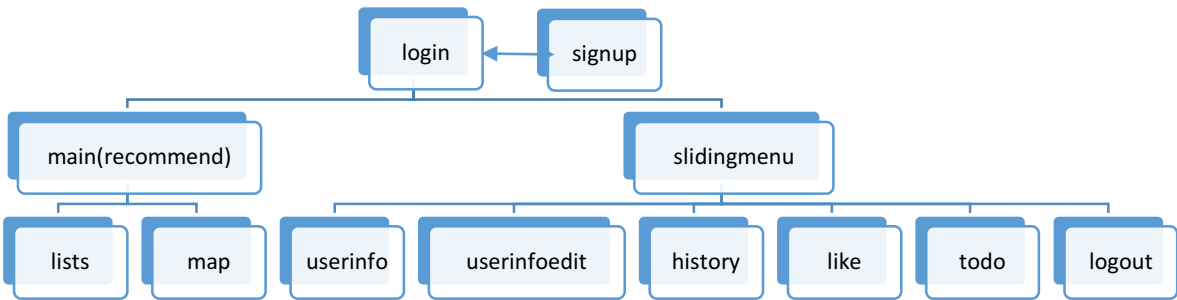 login
signup
main(recommend)
slidingmenu
lists
map
userinfo
userinfoedit
history
like
todo
logout